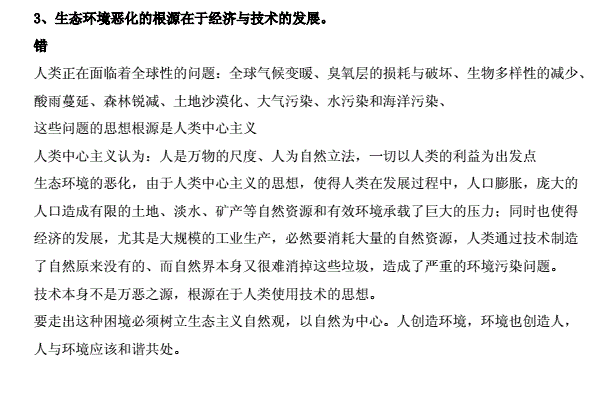 3、生态环境恶化的根源在于经济与技术的发展。
错
人类正在面临着全球性的问题：全球气候变暖、臭氧层的损耗与破坏、生物多样性的减少、
酸雨蔓延、森林锐减、土地沙漠化、大气污染、水污染和海洋污染、
这些问题的思想根源是人类中心主义
人类中心主义认为：人是万物的尺度、人为自然立法，一切以人类的利益为出发点
生态环境的恶化，由于人类中心主义的思想，使得人类在发展过程中，人口膨胀，庞大的
人口造成有限的土地、淡水、矿产等自然资源和有效环境承载了巨大的压力；同时也使得
经济的发展，尤其是大规模的工业生产，必然要消耗大量的自然资源，人类通过技术制造
了自然原来没有的、而自然界本身又很难消掉这些垃圾，造成了严重的环境污染问题。
技术本身不是万恶之源，根源在于人类使用技术的思想。
要走出这种困境必须树立生态主义自然观，以自然为中心。人创造环境，环境也创造人，
人与环境应该和谐共处。